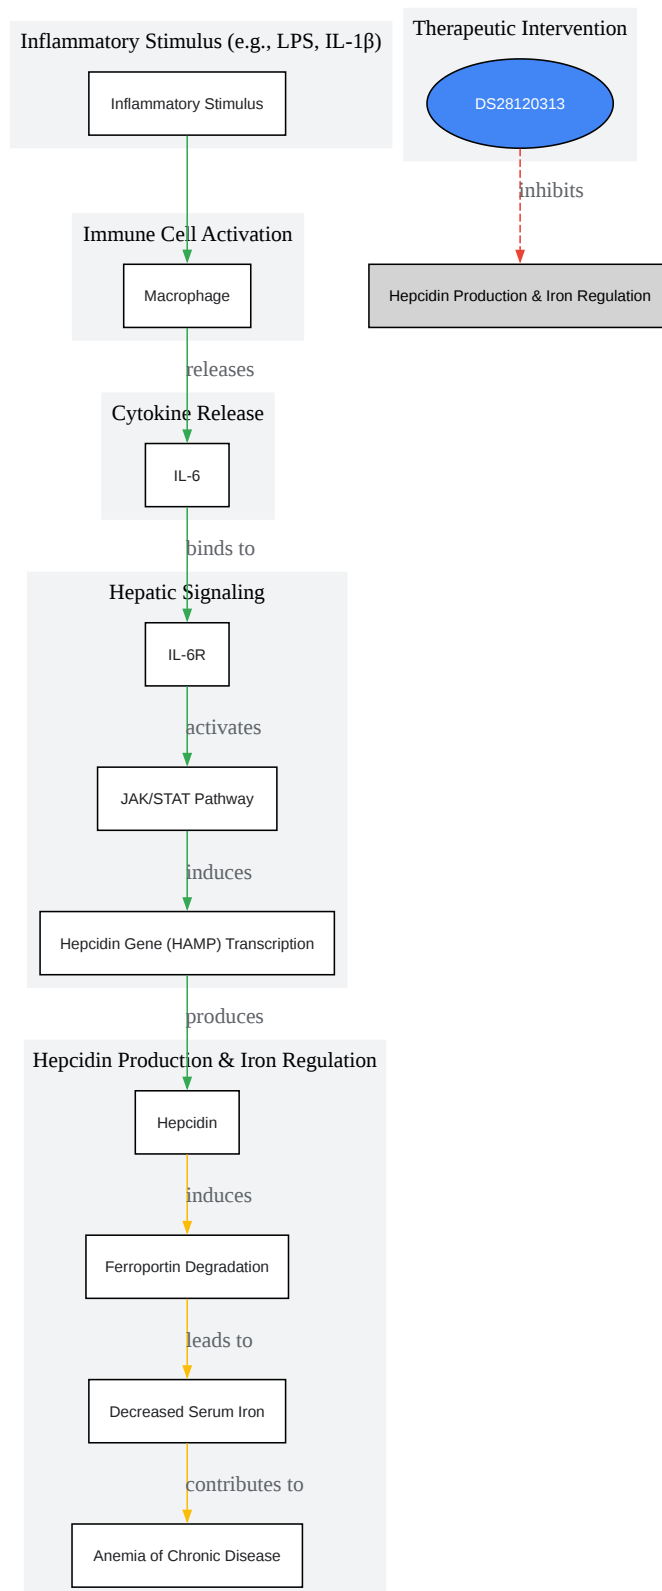 Inflammatory Stimulus (e.g., LPS, IL-1β)
Inflammatory Stimulus
Therapeutic Intervention
DS28120313
inhibits
Hepcidin Production & Iron Regulation
Immune Cell Activation
Macrophage
releases
Cytokine Release
IL-6
binds to
Hepatic Signaling
IL-6R
activates
JAK/STAT Pathway
induces
Hepcidin Gene (HAMP) Transcription
produces
Hepcidin Production & Iron Regulation
Hepcidin
induces
Ferroportin Degradation
leads to
Decreased Serum Iron
contributes to
Anemia of Chronic Disease